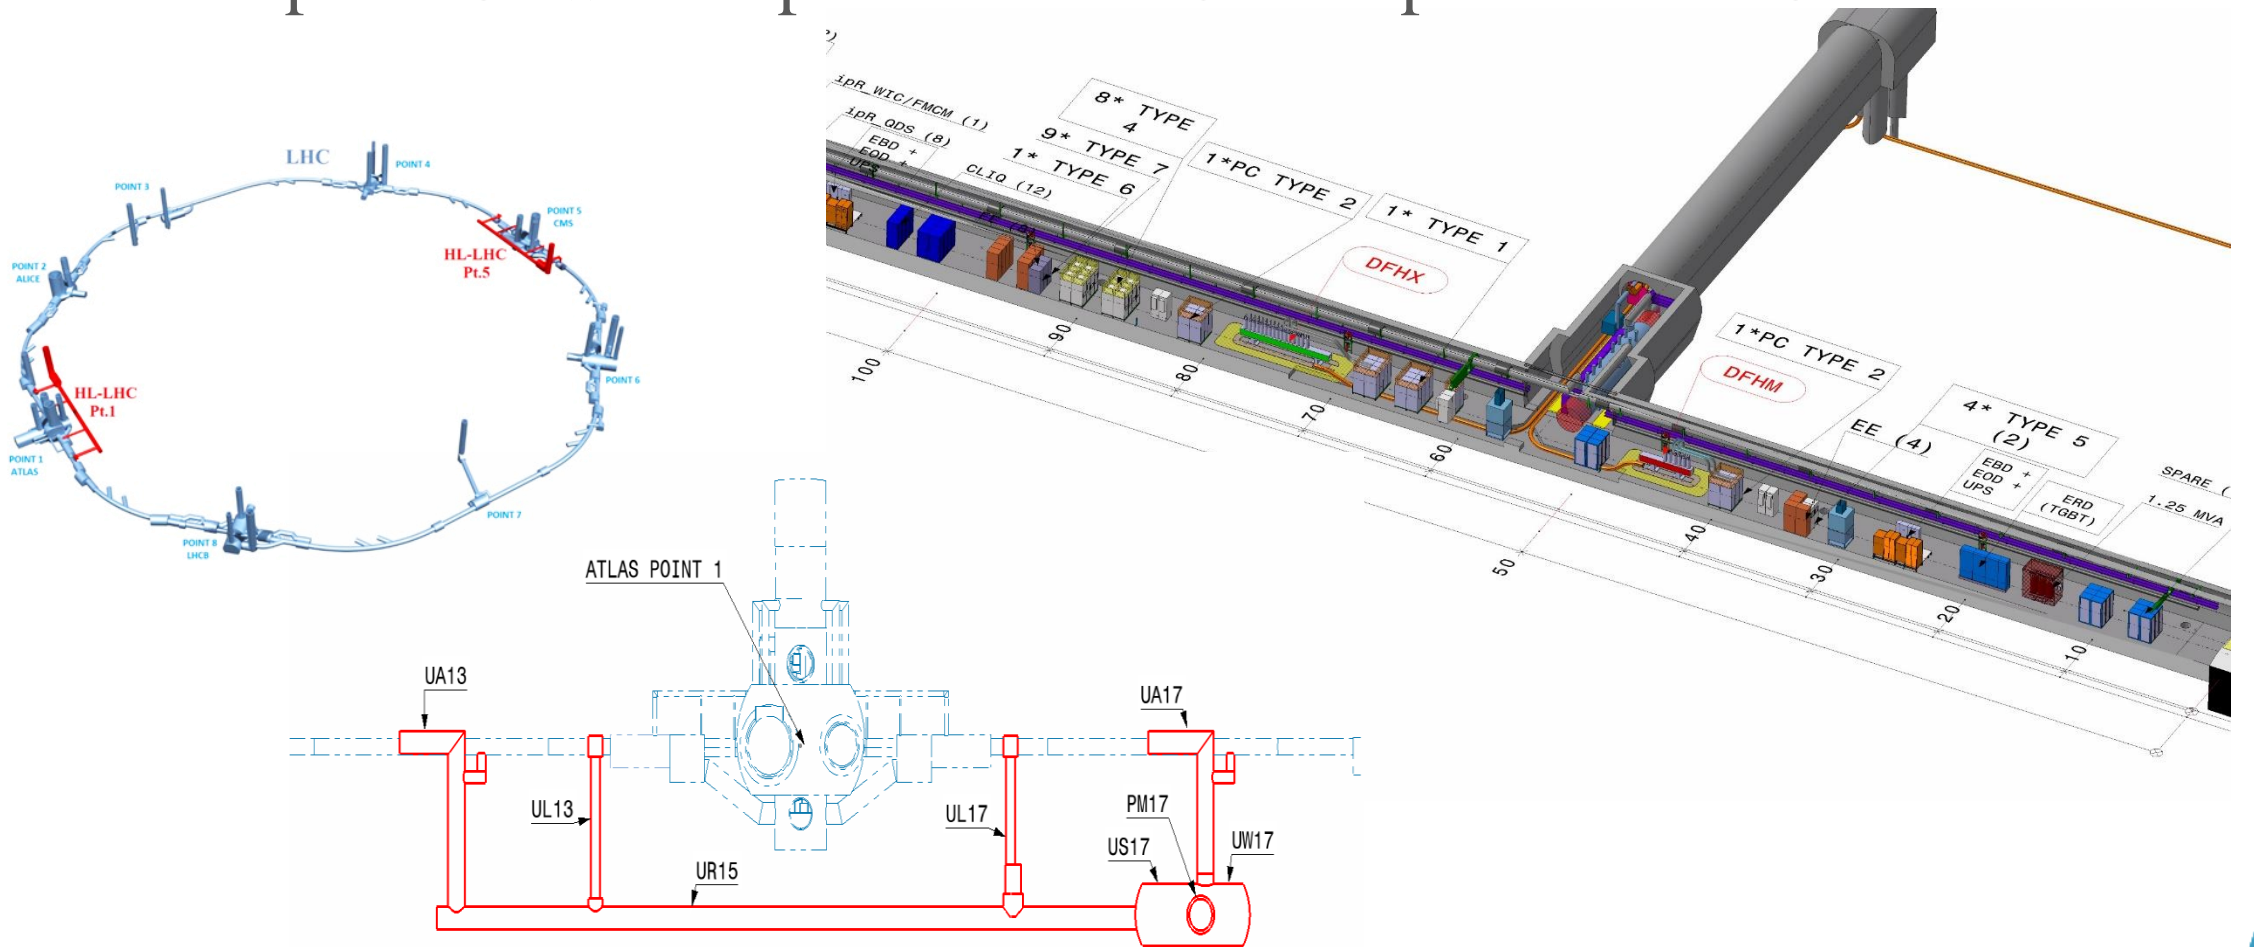 LHC
POINT 4
POINT 3
POINT 5
CMS
HL-LHC
Pt.5
POINT 2
ALICE
POINT 6
HL-LHC
Pt.1
POINT 1
ATLAS
POINT 7
POINT 8
LHCB
ipR_WIC/FMCM (1)
ipR_QDS (8)
EBD +
EOD +
UPS
CLIQ (12)
8* TYPE
4
9* TYPE 7
1* TYPE 6
1*PC TYPE 2
1* TYPE 1
DFHX
1*PC TYPE 2
DFHM
EE (4)
4* TYPE 5
(2)
EBD +
EOD +
UPS
ERD
(TGBT)
SPARE (
1.25 MVA
100
90
80
70
60
50
40
30
20
10
ATLAS POINT 1
UA13
UA17
UL13
UL17
PM17
US17
UW17
UR15